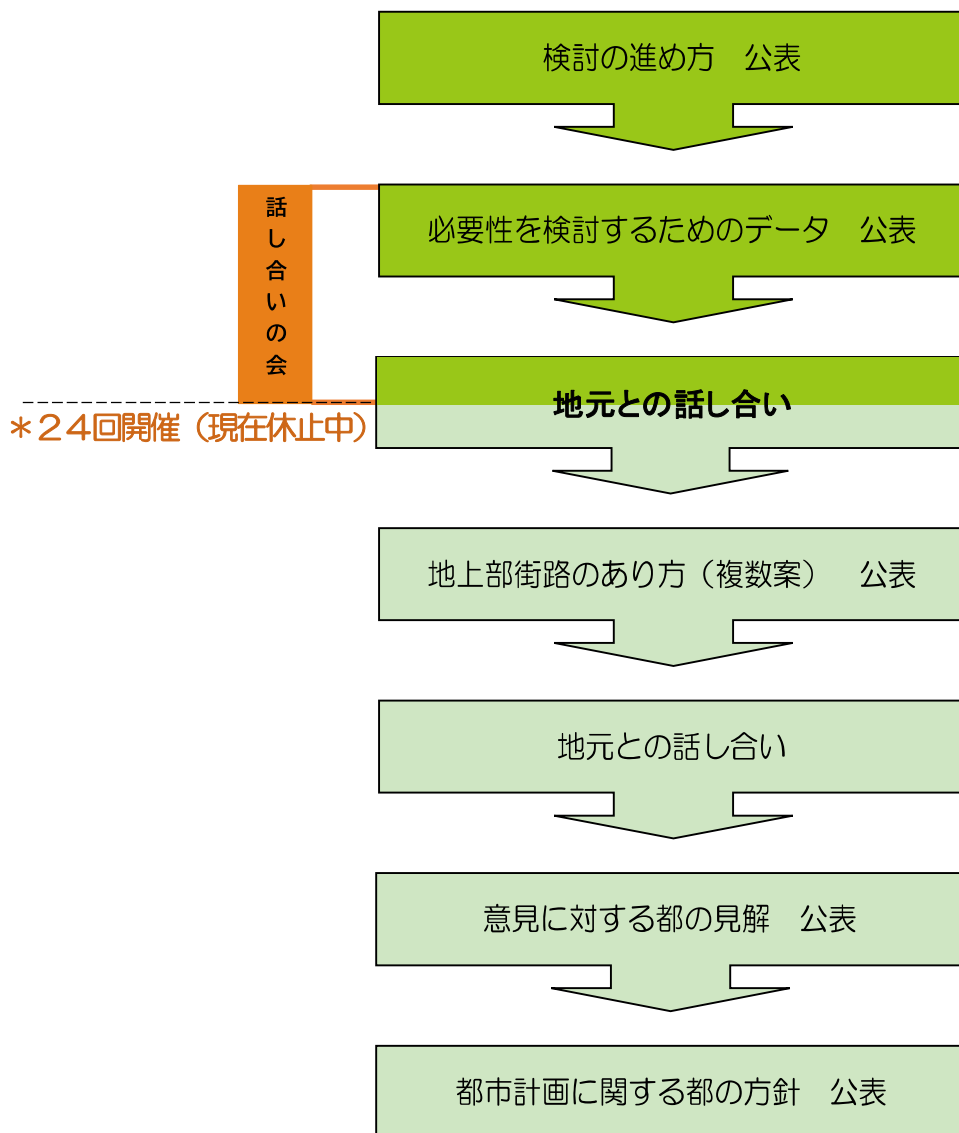 検討の進め方　公表
必要性を検討するためのデータ　公表
話し合いの会
地元との話し合い
＊２４回開催（現在休止中）
地上部街路のあり方（複数案）　公表
地元との話し合い
意見に対する都の見解　公表
都市計画に関する都の方針　公表